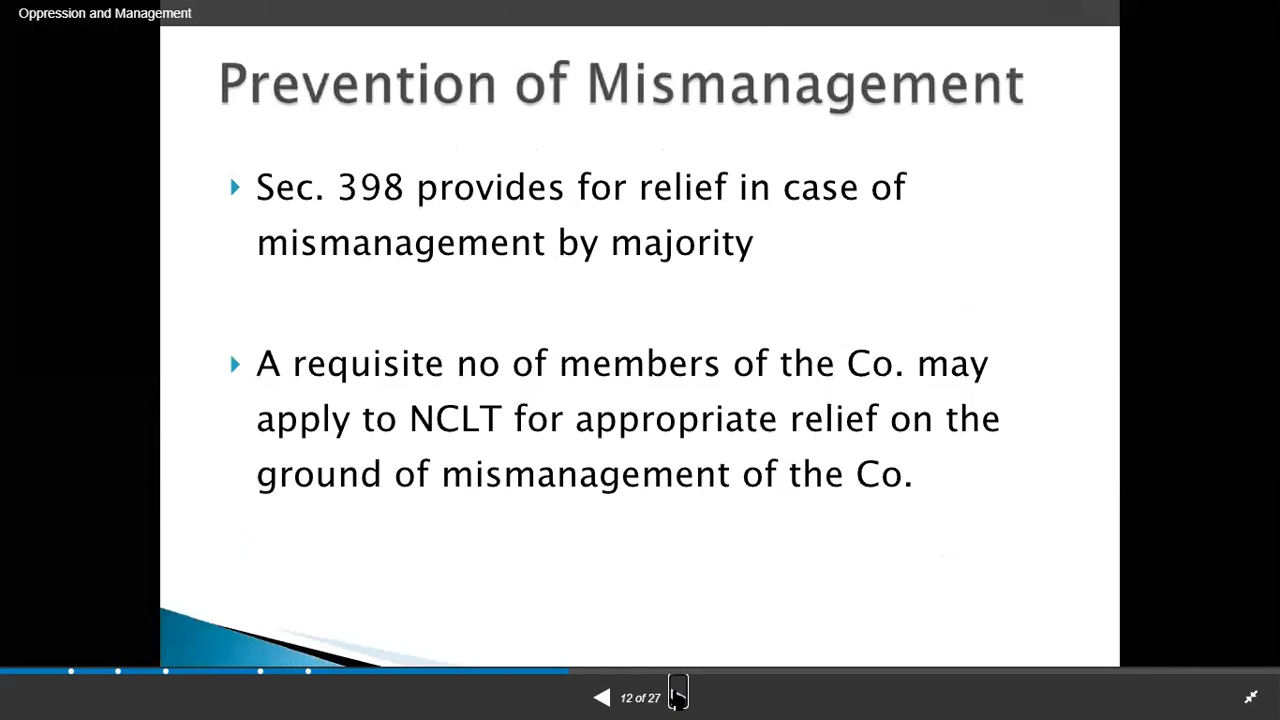 Oppression and Management
Prevention of Mismanagement
Sec. 398 provides for relief in case of
mismanagement by majority
A requisite no of members of the Co. may
apply to NCLT for appropriate relief on the
ground of mismanagement of the Co.
12 of 27